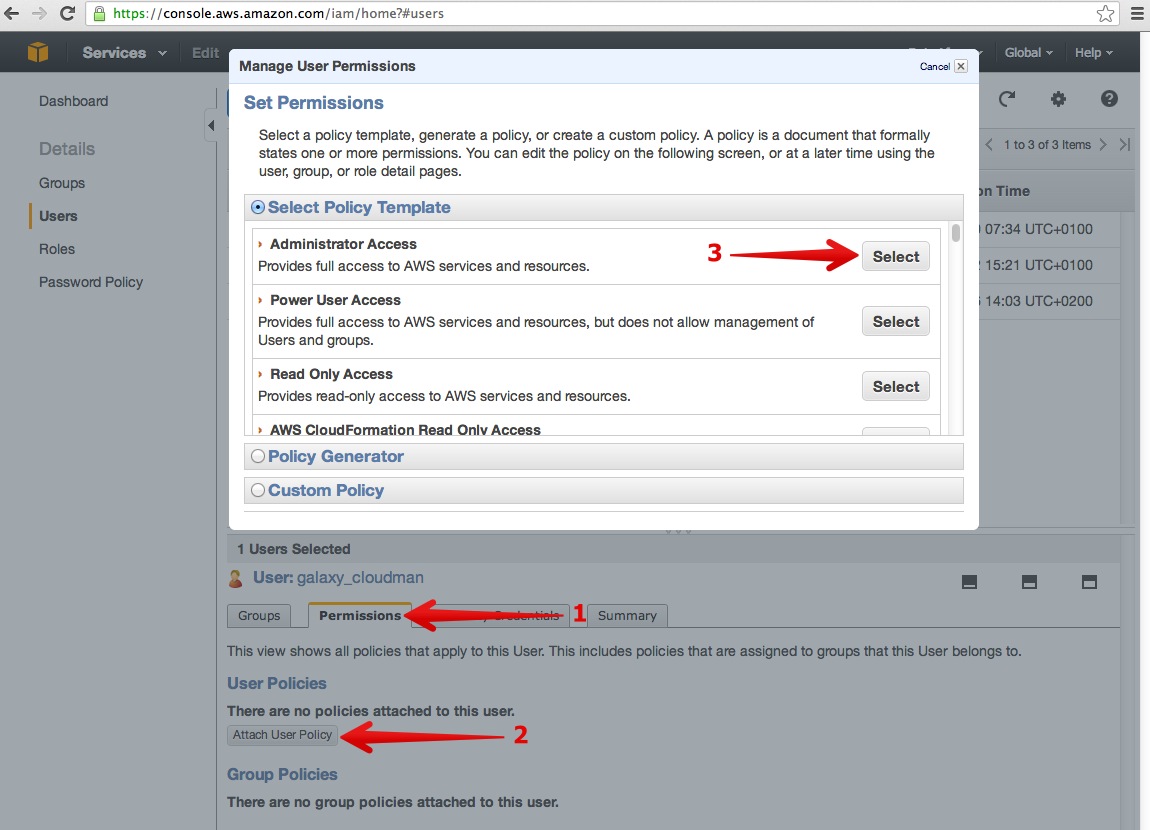 https://console.aws.amazon.com/iam/home?#users
Services
Edit
Global
Help
Manage User Permissions
Cancel
Dashboard
Details
Groups
Users
Roles
Password Policy
Set Permissions
Select a policy template, generate a policy, or create a custom policy. A policy is a document that formally
states one or more permissions. You can edit the policy on the following screen, or at a later time using the
user, group, or role detail pages.
1 to 3 of 3 Items
on Time
07:34 UTC+0100
15:21 UTC+0100
14:03 UTC+0200
Select Policy Template
Administrator Access
Provides full access to AWS services and resources.
3
Select
Power User Access
Provides full access to AWS services and resources, but does not allow management of
Users and groups.
Select
Read Only Access
Provides read-only access to AWS services and resources.
Select
AWS CloudFormation Read Only Access
Policy Generator
Custom Policy
1 Users Selected
User: galaxy_cloudman
Groups
Permissions
Credentials
1
Summary
This view shows all policies that apply to this User. This includes policies that are assigned to groups that this User belongs to.
User Policies
There are no policies attached to this user.
Attach User Policy
2
Group Policies
There are no group policies attached to this user.